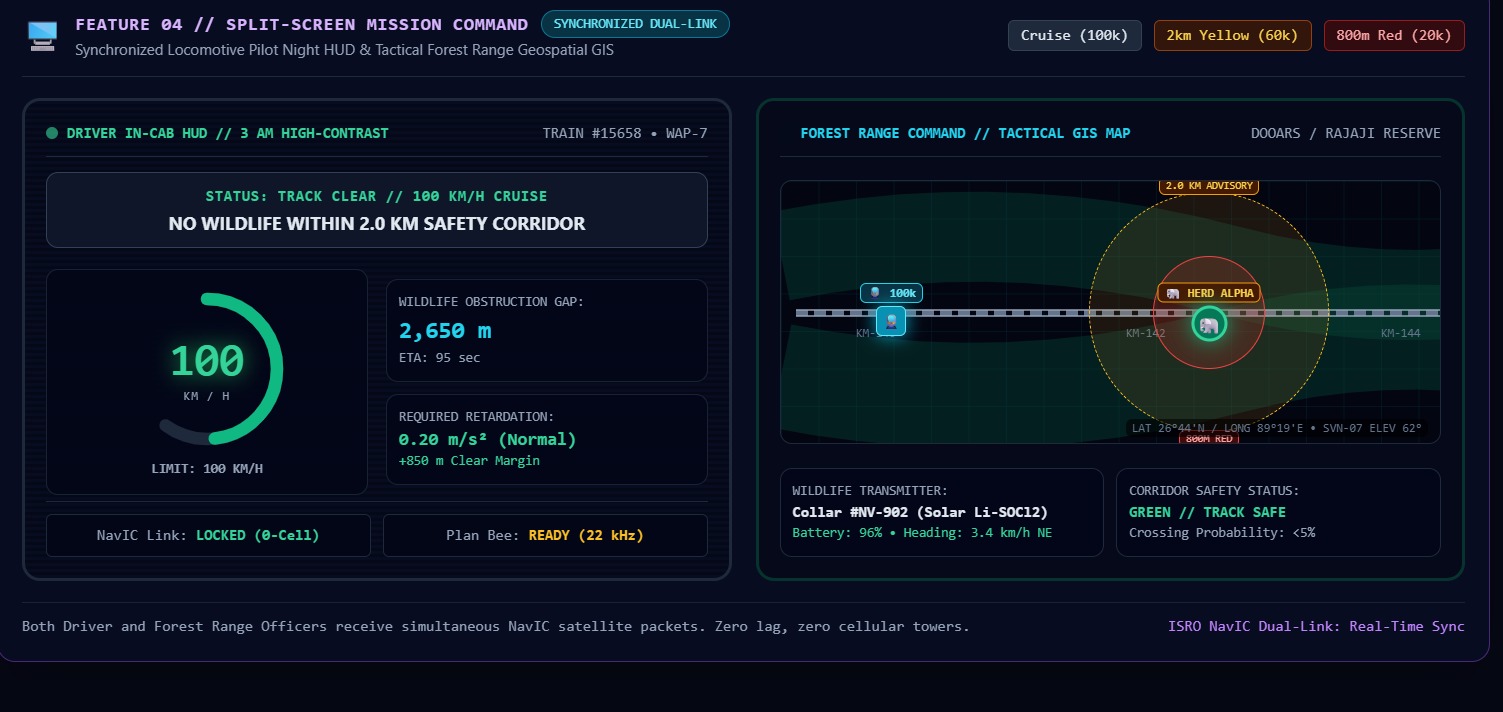 FEATURE 04 // SPLIT-SCREEN MISSION COMMAND
SYNCHRONIZED DUAL-LINK
Synchronized Locomotive Pilot Night HUD & Tactical Forest Range Geospatial GIS
Cruise (100k)
2km Yellow (60k)
800m Red (20k)
DRIVER IN-CAB HUD // 3 AM HIGH-CONTRAST
TRAIN #15658 • WAP-7
STATUS: TRACK CLEAR // 100 KM/H CRUISE
NO WILDLIFE WITHIN 2.0 KM SAFETY CORRIDOR
100
KM / H
LIMIT: 100 KM/H
WILDLIFE OBSTRUCTION GAP:
2,650 m
ETA: 95 sec
REQUIRED RETARDATION:
0.20 m/s² (Normal)
+850 m Clear Margin
NavIC Link: LOCKED (0-Cell)
Plan Bee: READY (22 kHz)
FOREST RANGE COMMAND // TACTICAL GIS MAP
DOOARS / RAJAJI RESERVE
2.0 KM ADVISORY
100k
HERD ALPHA
KM-142
KM-144
LAT 26°44'N / LONG 89°19'E • SVN-07 ELEV 62°
800M RED
WILDLIFE TRANSMITTER:
Collar #NV-902 (Solar Li-SOCl2)
Battery: 96% • Heading: 3.4 km/h NE
CORRIDOR SAFETY STATUS:
GREEN // TRACK SAFE
Crossing Probability: <5%
Both Driver and Forest Range Officers receive simultaneous NavIC satellite packets. Zero lag, zero cellular towers.
ISRO NavIC Dual-Link: Real-Time Sync